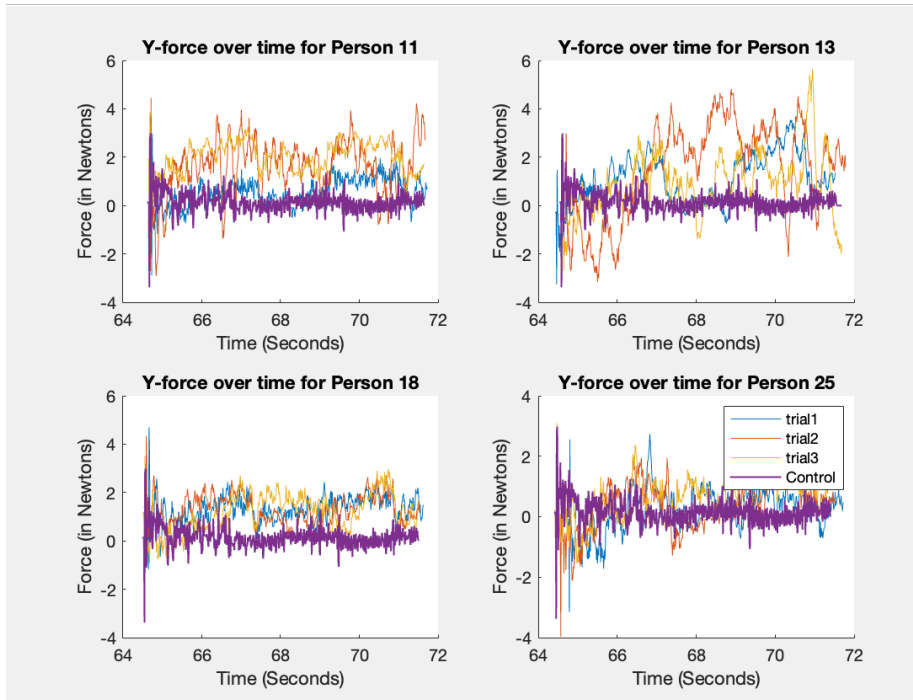 Y-force over time for Person 11
6
4
2
0
-2
-4
Force (in Newtons)
64 66 68 70 72
Time (Seconds)
Y-force over time for Person 13
6
4
2
0
-2
-4
Force (in Newtons)
64 66 68 70 72
Time (Seconds)
Y-force over time for Person 18
6
4
2
0
-2
-4
Force (in Newtons)
64 66 68 70 72
Time (Seconds)
Y-force over time for Person 25
4
2
0
-2
-4
Force (in Newtons)
64 66 68 70 72
Time (Seconds)
trial1
trial2
trial3
Control